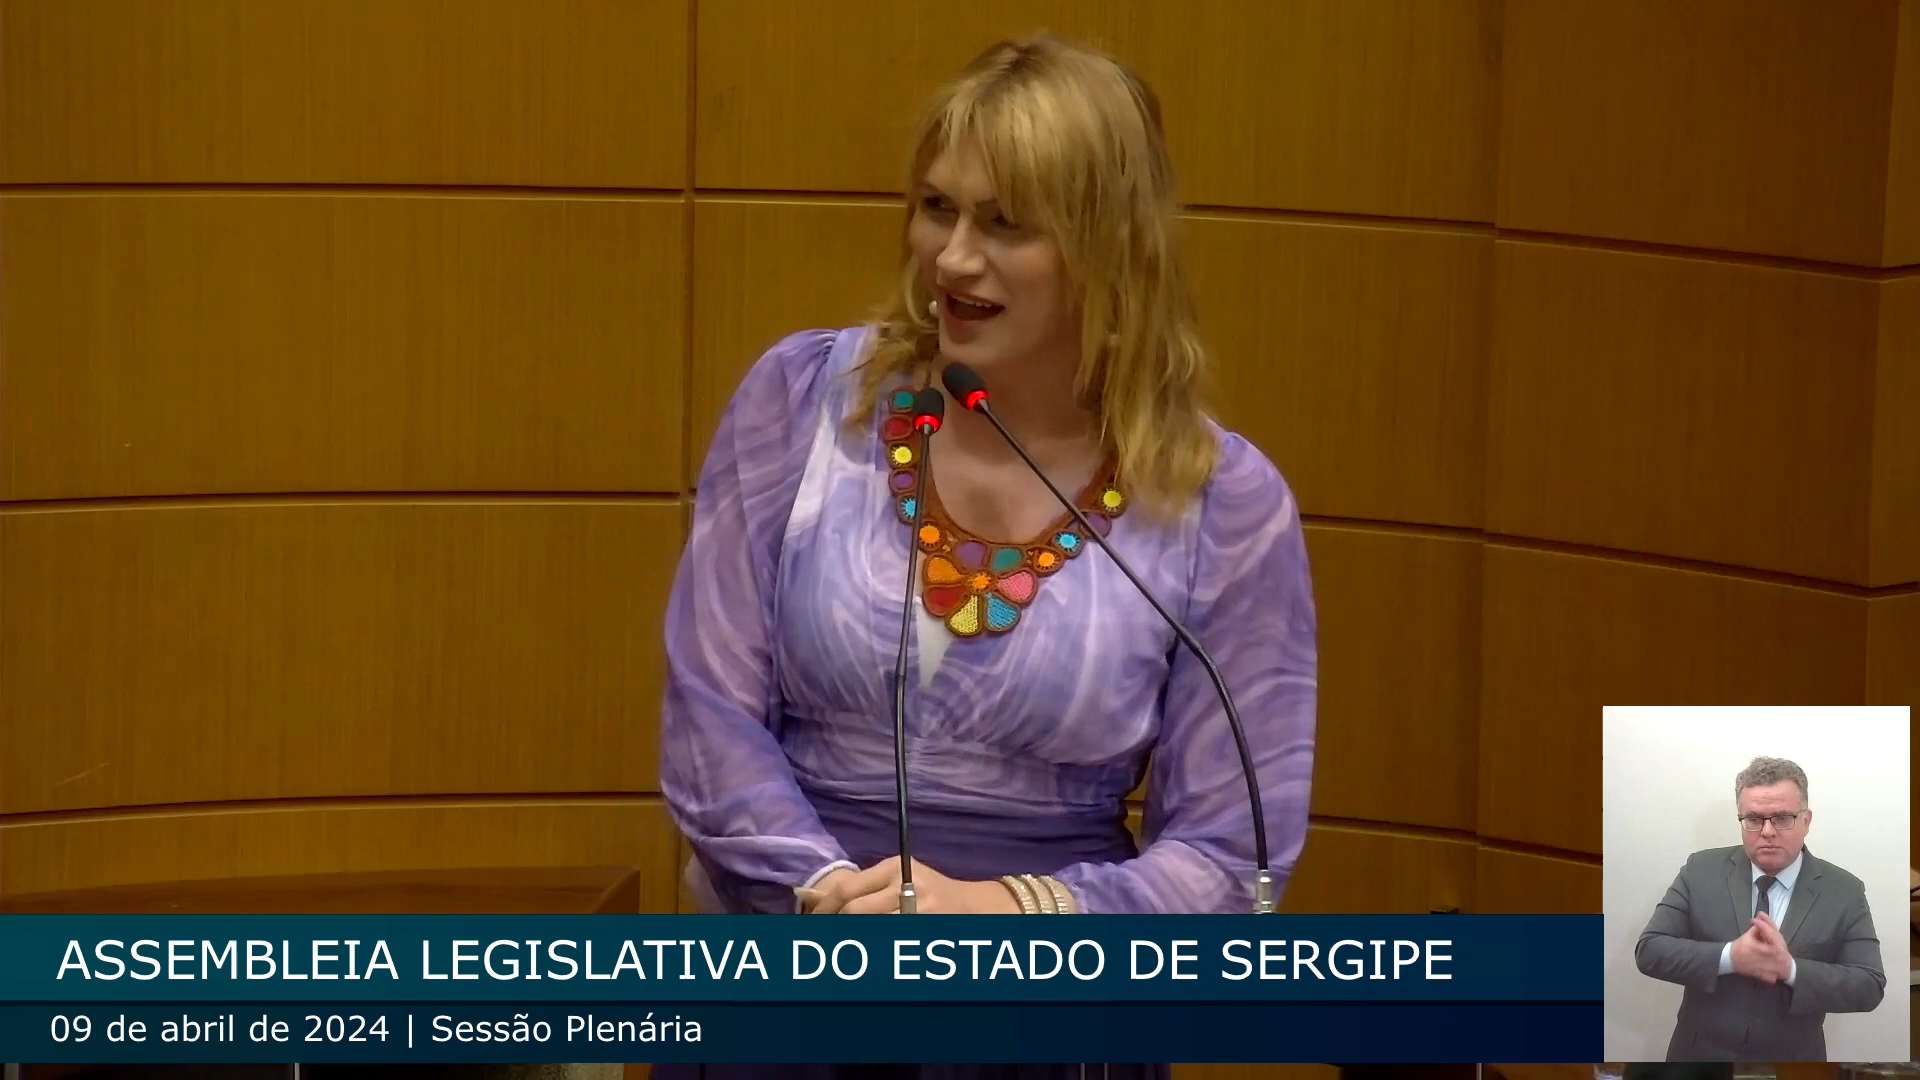 ASSEMBLEIA LEGISLATIVA DO ESTADO DE SERGIPE
09 de abril de 2024 | Sessão Plenária